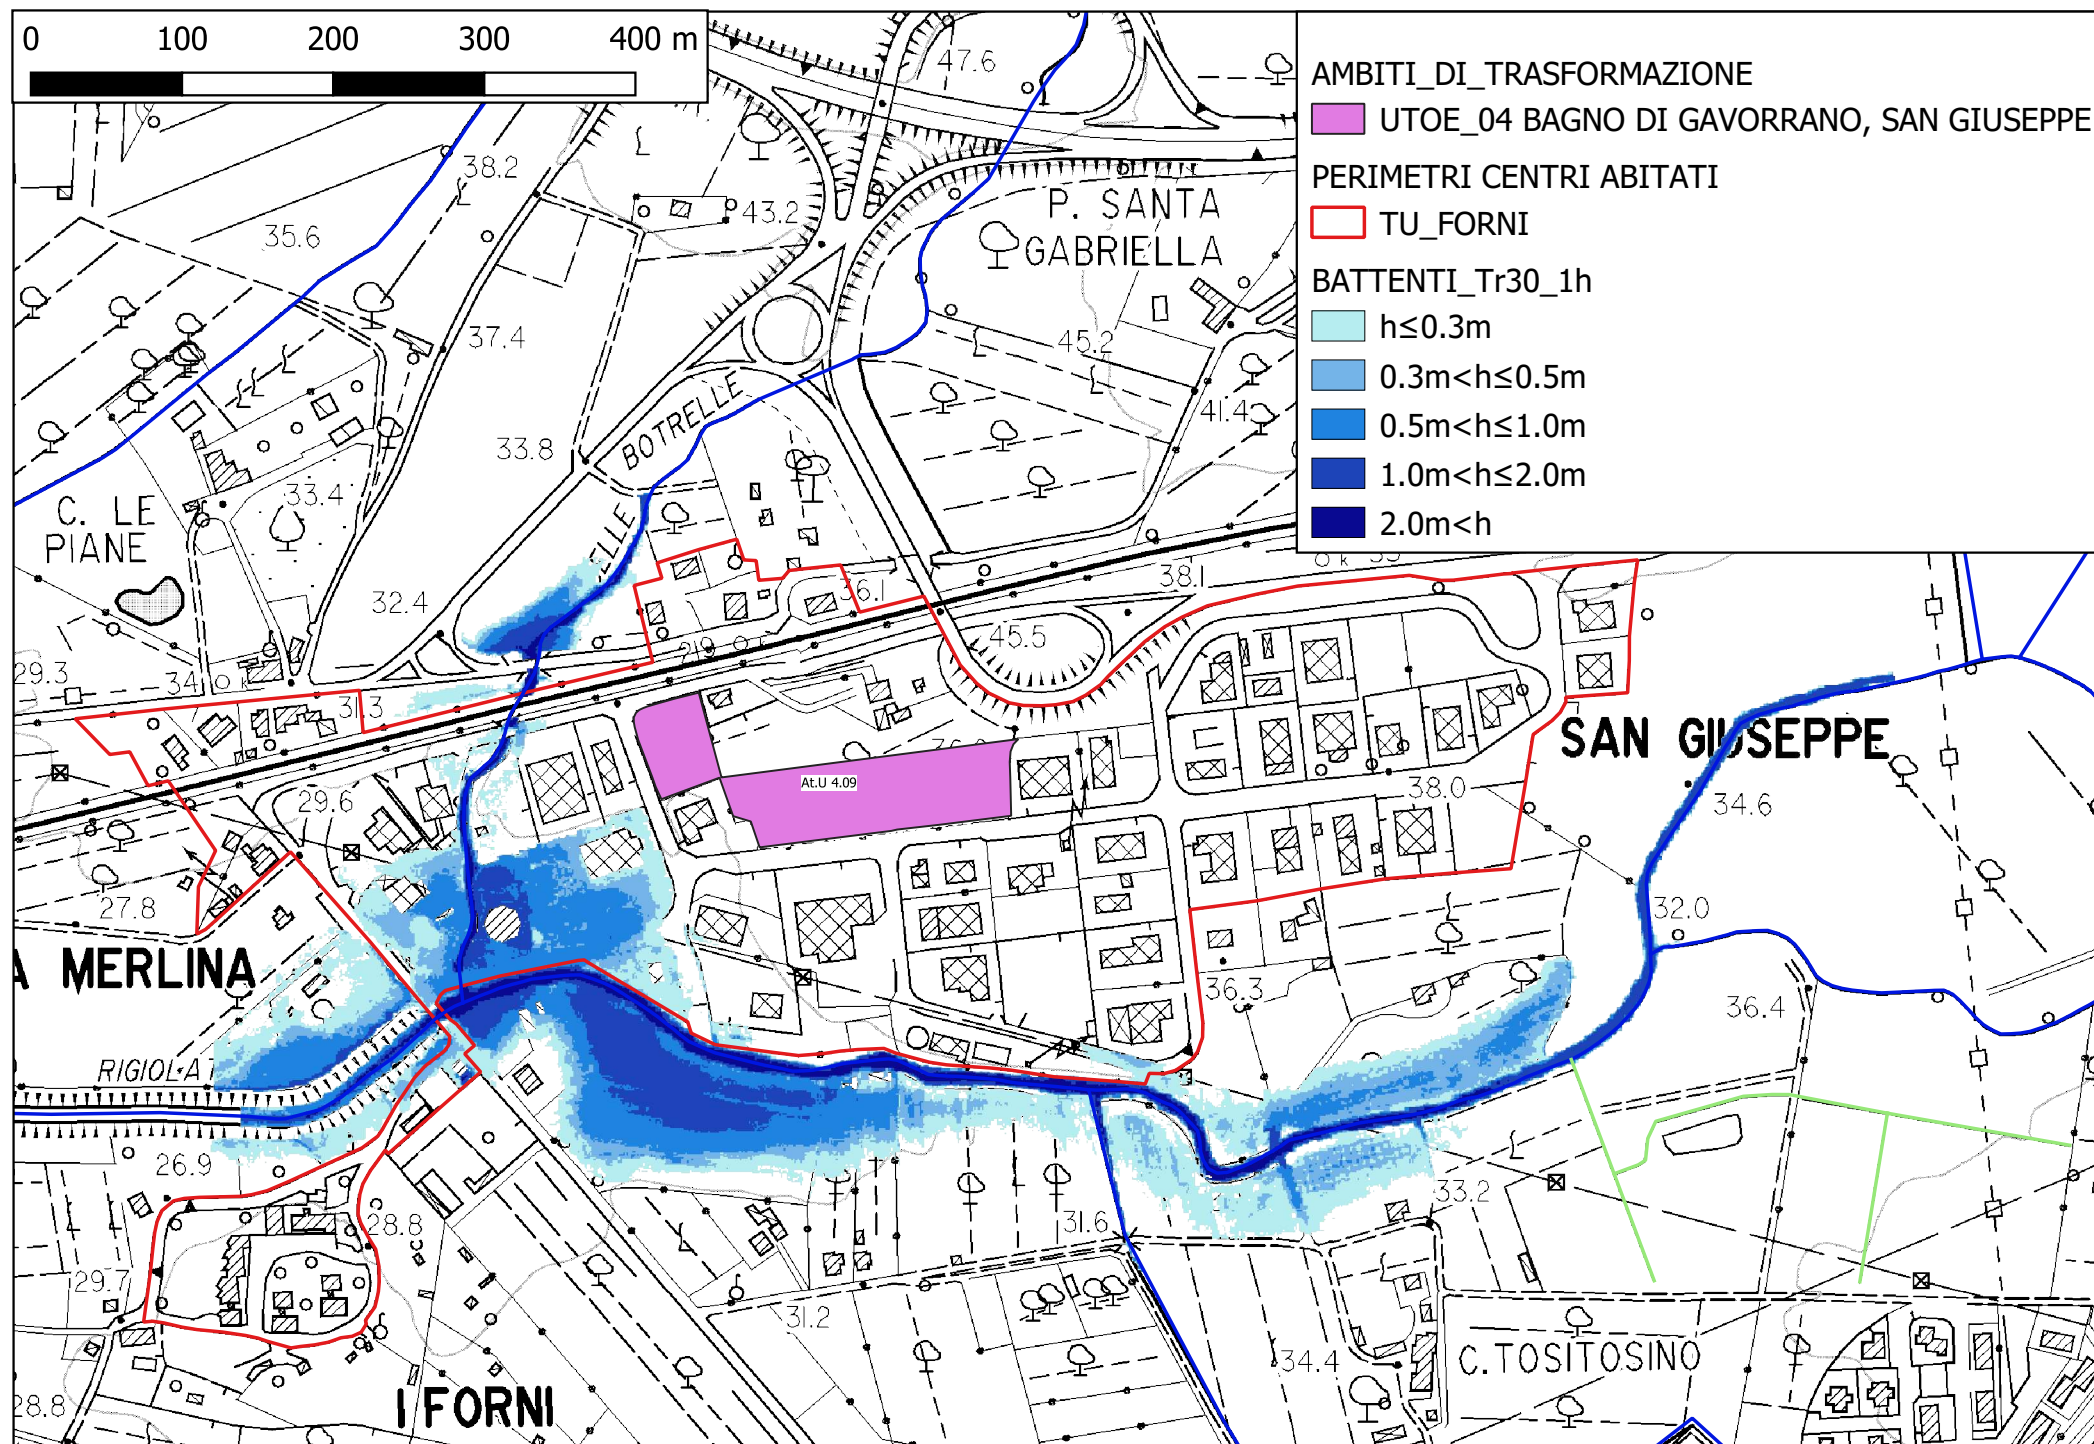 0 100 200 300 400 m
AMBITI_DI_TRASFORMAZIONE
UTOE_04 BAGNO DI GAVORRANO, SAN GIUSEPPE
PERIMETRI CENTRI ABITATI
TU_FORNI
BATTENTI_Tr30_1h
h≤0.3m
0.3m<h≤0.5m
0.5m<h≤1.0m
1.0m<h≤2.0m
2.0m<h
47.6
38.2
43.2
35.6
P. SANTA
GABRIELLA
37.4
45.2
41.4
BOTRELLE
33.8
33.4
C. LE
PIANE
ELLE
32.4
36.1
38.1
45.5
29.3
34
31.3
SAN GIUSEPPE
At.U 4.09
29.6
38.0
34.6
27.8
32.0
A MERLINA
36.3
36.4
RIGIOLA
26.9
28.8
33.2
31.6
29.7
31.2
34.4
C. TOSITOSINO
28.8
I FORNI